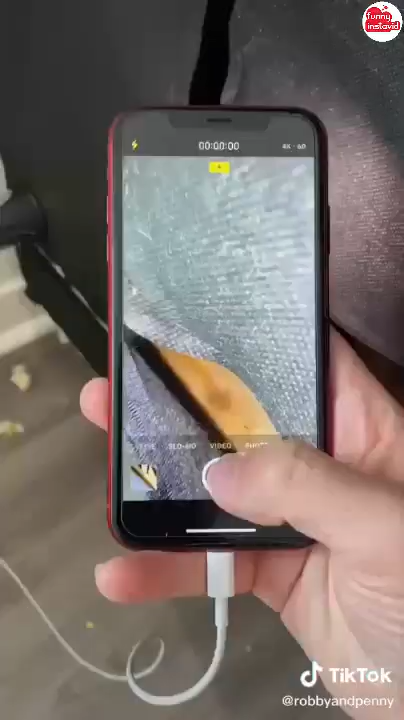 funny
instavid
00:00:00
4K · 60
SLO-MO VIDEO PHOTO
TikTok
@robbyandpenny